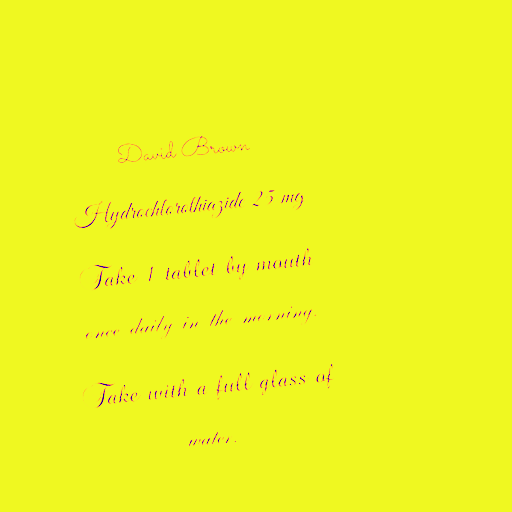 David Brown
Hydrochlorothiazide 25 mg
Take 1 tablet by mouth
once daily in the morning.
Take with a full glass of
water.